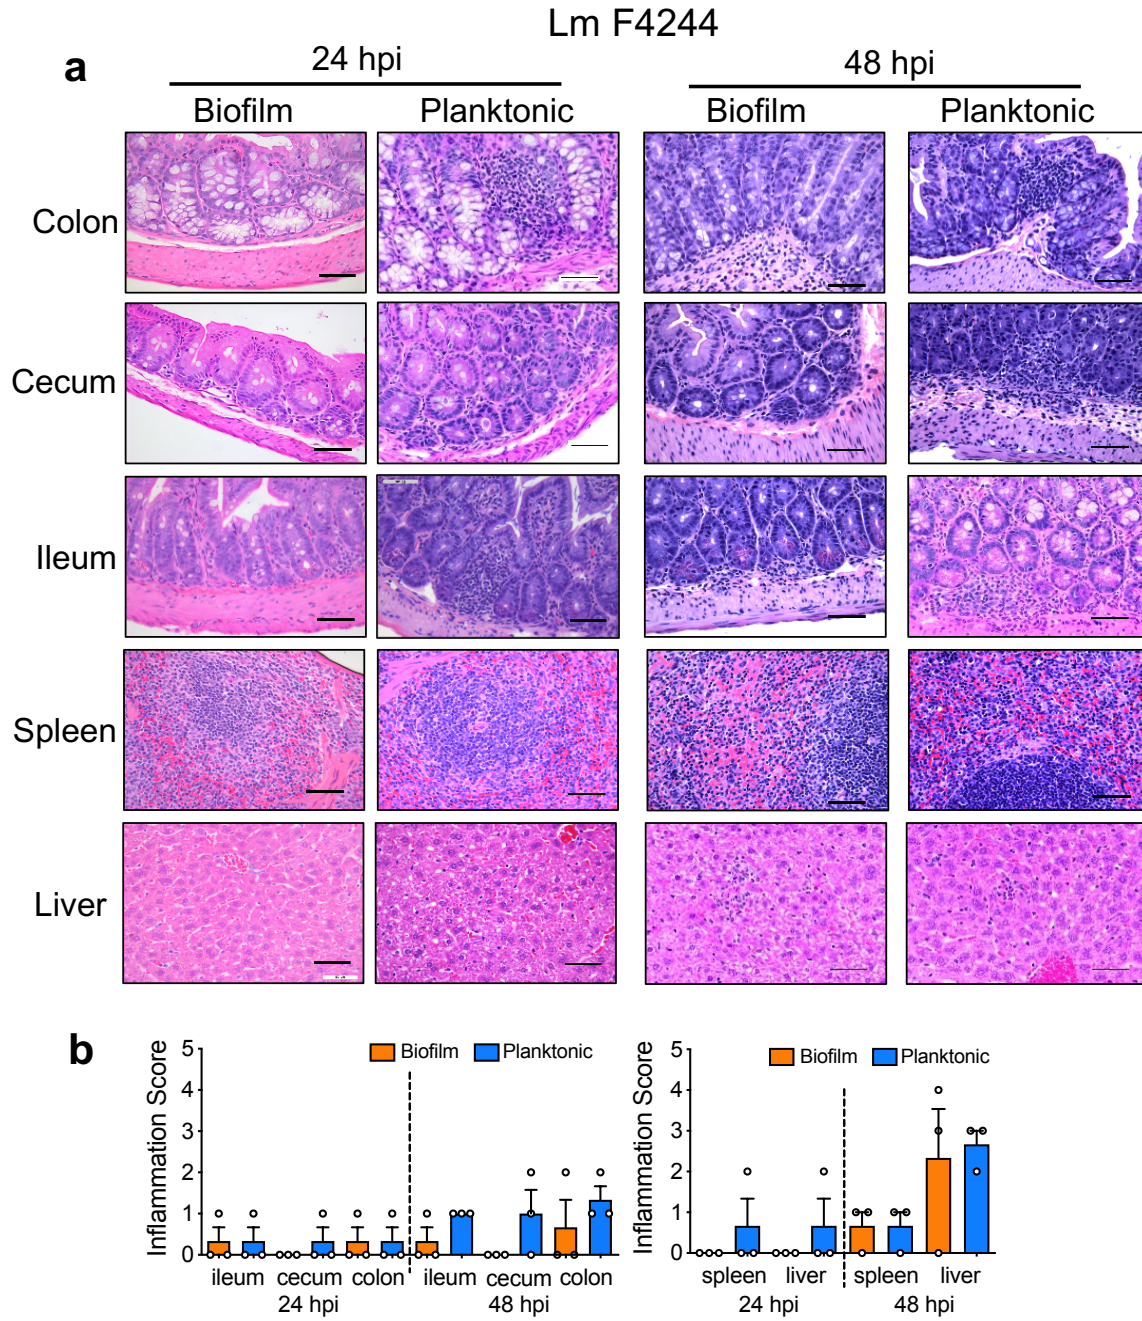 Lm F4244
a
24 hpi
48 hpi
Biofilm
Planktonic
Biofilm
Planktonic
Colon
Cecum
Ileum
Spleen
Liver
b
Inflammation Score
5
4
3
2
1
0
Biofilm
Planktonic
ileum cecum colon
ileum cecum colon
24 hpi
48 hpi
Inflammation Score
5
4
3
2
1
0
Biofilm
Planktonic
spleen liver
spleen liver
24 hpi
48 hpi